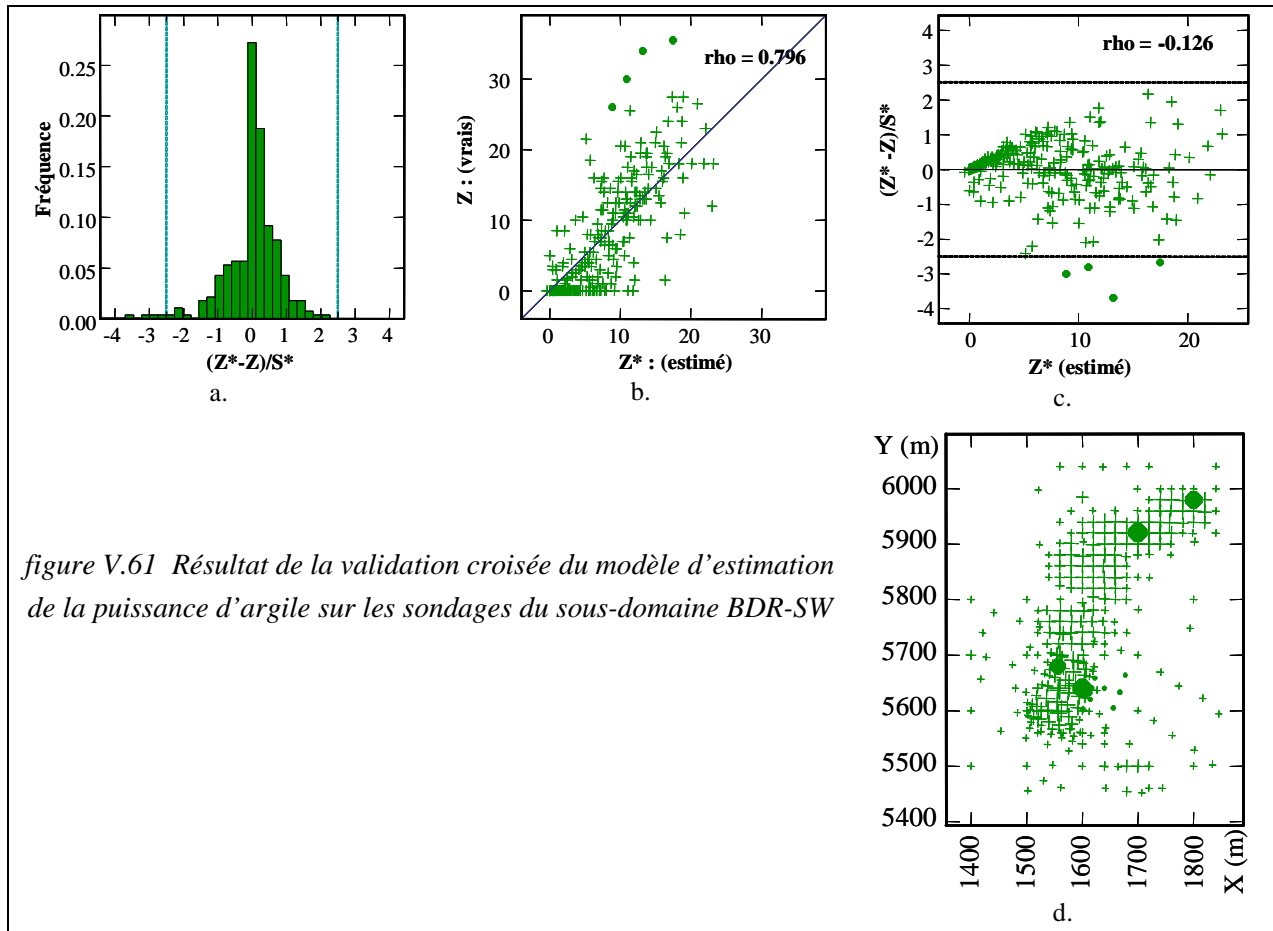 0.25
0.20
0.15
0.10
0.05
0.00
Fréquence
-4 -3 -2 -1 0 1 2 3 4
(Z*-Z)/S*
a.
rho = 0.796
30
20
10
0
Z : (vrais)
0 10 20 30
Z* : (estimé)
b.
rho = -0.126
4
3
2
1
0
-1
-2
-3
-4
(Z* -Z)/S*
0 10 20
Z* (estimé)
c.
figure V.61 Résultat de la validation croisée du modèle d'estimation
de la puissance d'argile sur les sondages du sous-domaine BDR-SW
Y (m)
6000
5900
5800
5700
5600
5500
5400
1400 1500 1600 1700 1800 X (m)
d.